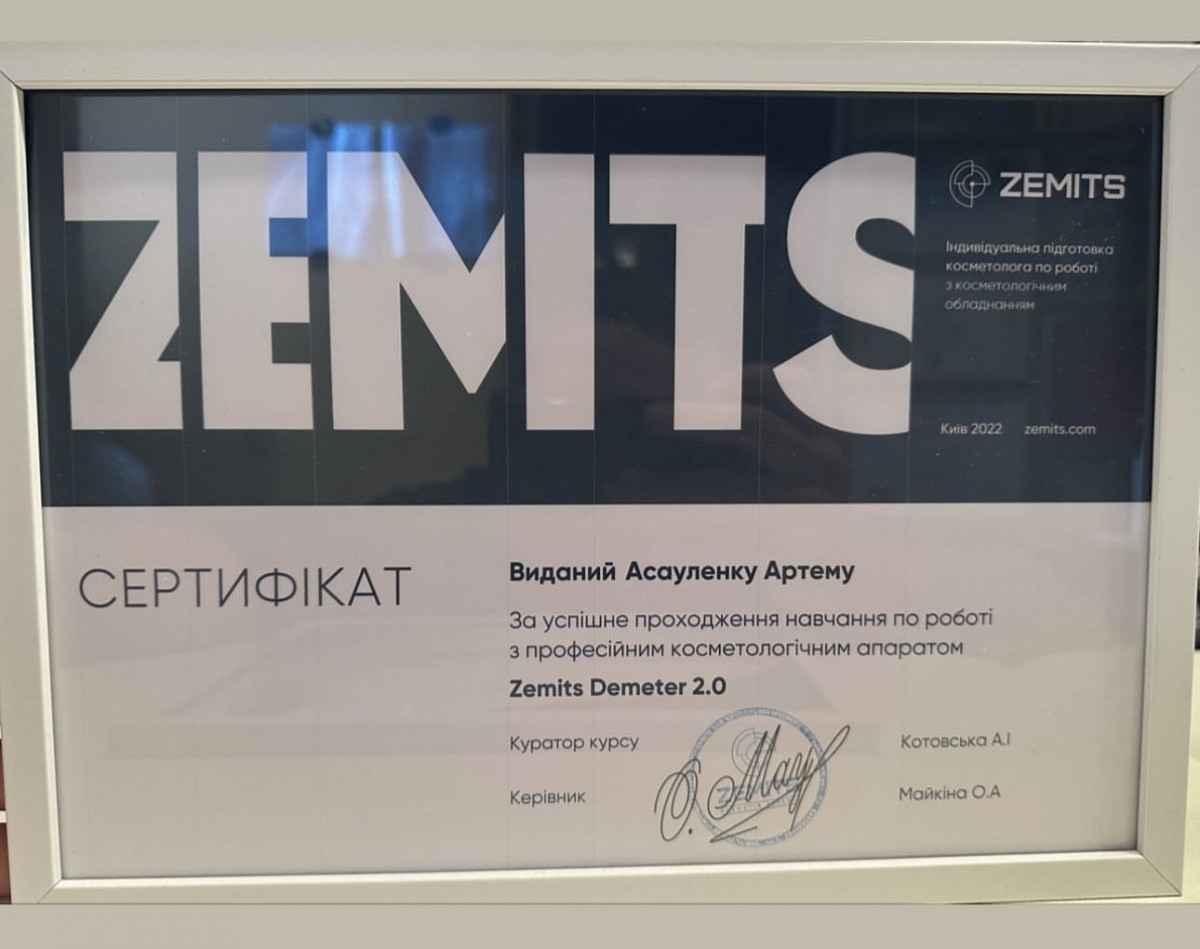 ZEMITS
ZEMITS
Індивідуальна підготовка
косметолога по роботі
з косметологічним
обладнанням
Київ 2022 zemits.com
СЕРТИФІКАТ
Виданий Асауленку Артему
За успішне проходження навчання по роботі
з професійним косметологічним апаратом
Zemits Demeter 2.0
Куратор курсу
Котовська А.І
Керівник
Майкіна О.А